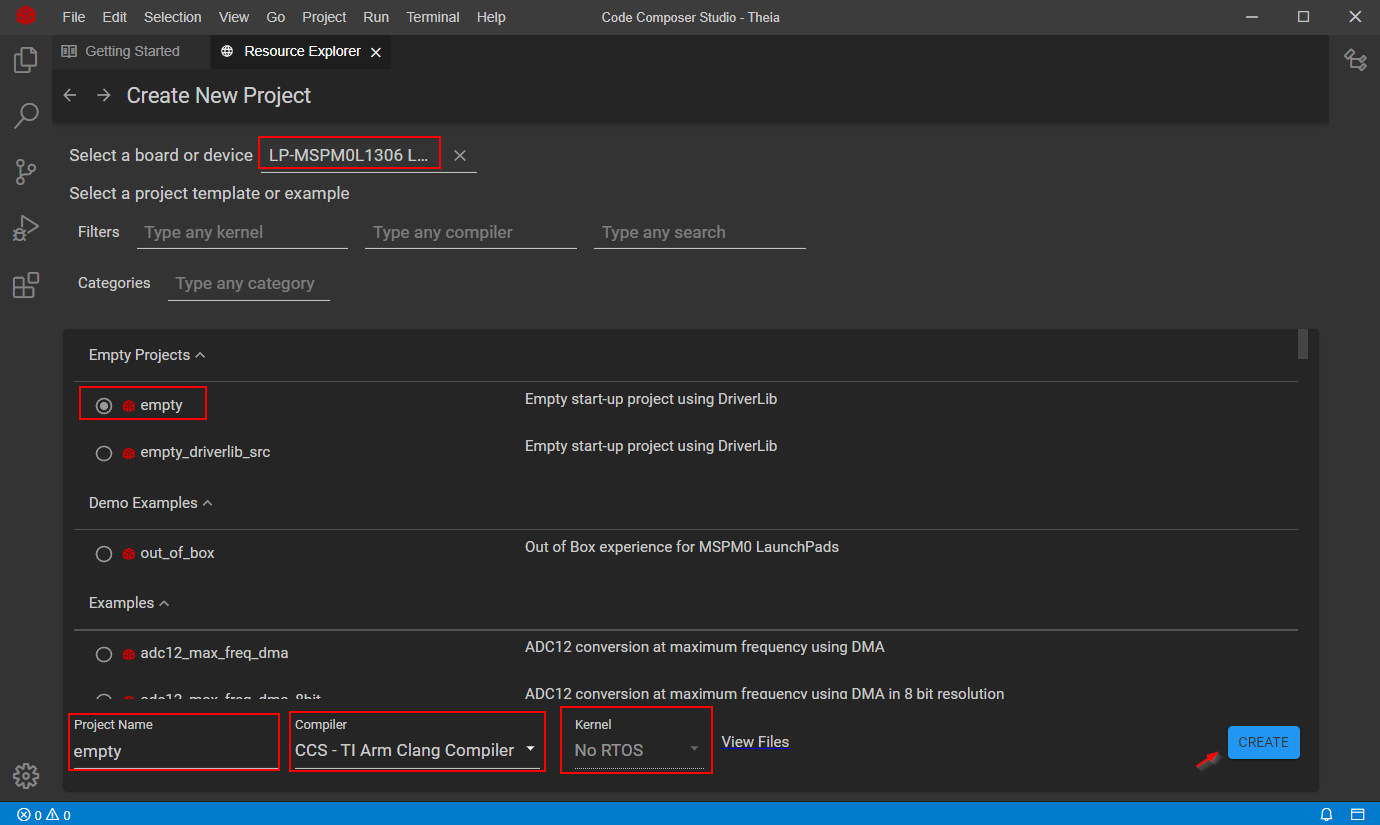 File Edit Selection View Go Project Run Terminal Help Code Composer Studio - Theia
Getting Started Resource Explorer
Create New Project
Select a board or device LP-MSPM0L1306 L...
Select a project template or example
Filters Type any kernel Type any compiler Type any search
Categories Type any category
Empty Projects
empty Empty start-up project using DriverLib
empty_driverlib_src Empty start-up project using DriverLib
Demo Examples
out_of_box Out of Box experience for MSPM0 LaunchPads
Examples
adc12_max_freq_dma ADC12 conversion at maximum frequency using DMA
adc12_max_freq_dma_8bit ADC12 conversion at maximum frequency using DMA in 8 bit resolution
Project Name Compiler Kernel
empty CCS - TI Arm Clang Compiler No RTOS View Files CREATE
0 0